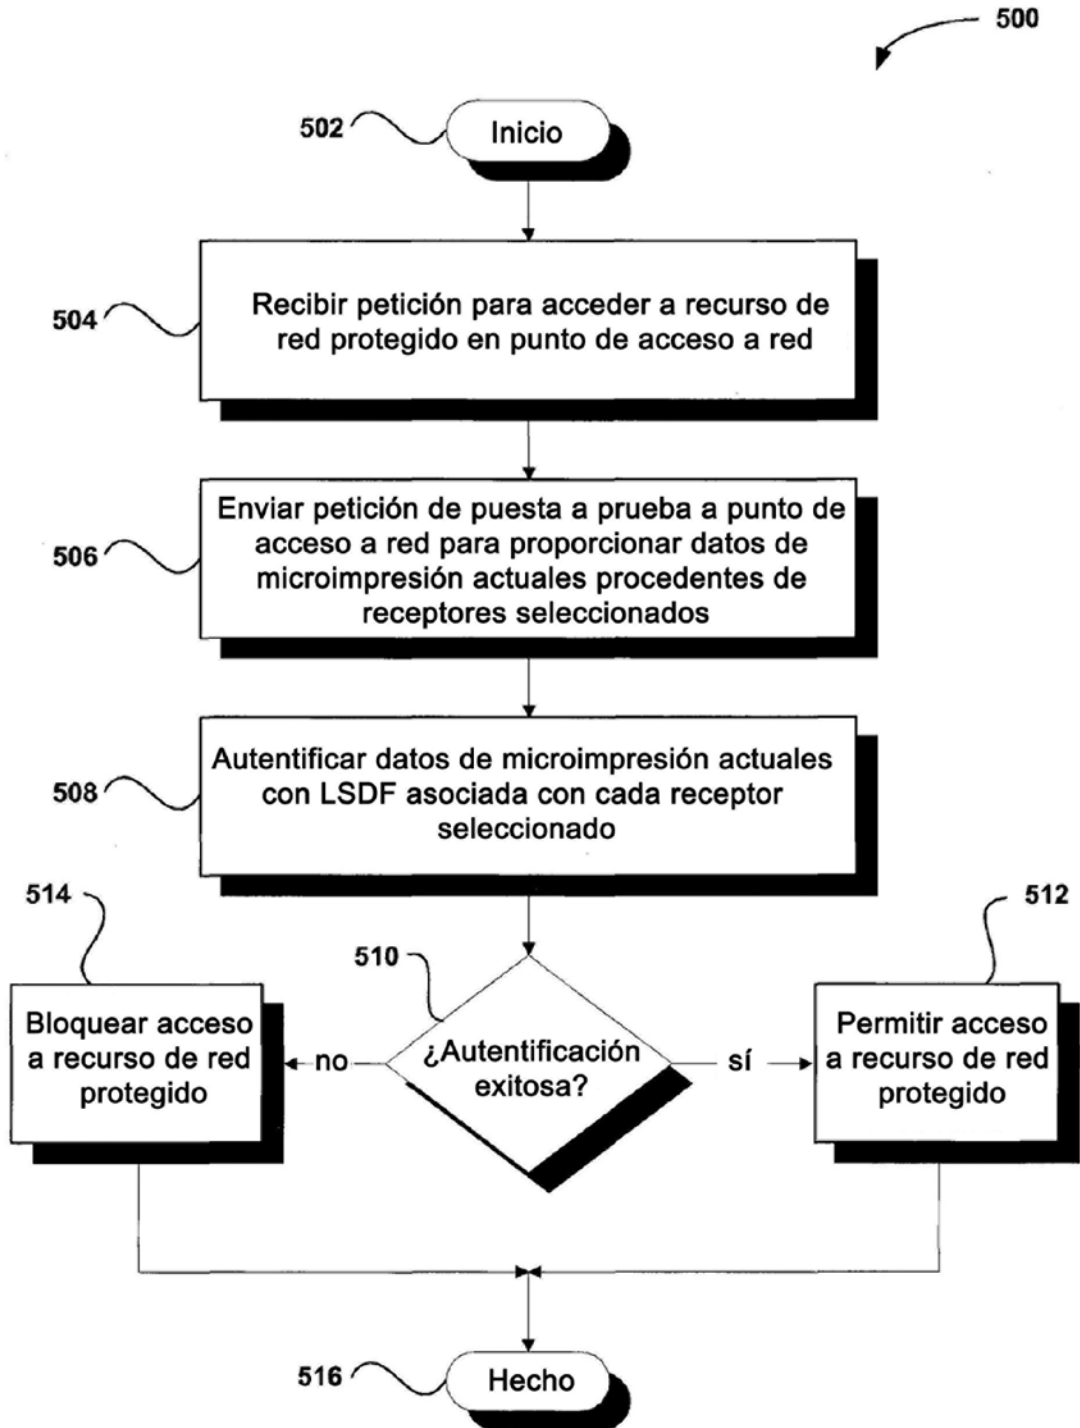 500
502
Inicio
504
Recibir petición para acceder a recurso de
red protegido en punto de acceso a red
506
Enviar petición de puesta a prueba a punto de
acceso a red para proporcionar datos de
microimpresión actuales procedentes de
receptores seleccionados
508
Autentificar datos de microimpresión actuales
con LSDF asociada con cada receptor
seleccionado
514
510
512
Bloquear acceso
a recurso de red
protegido
no
¿Autentificación
exitosa?
sí
Permitir acceso
a recurso de red
protegido
516
Hecho